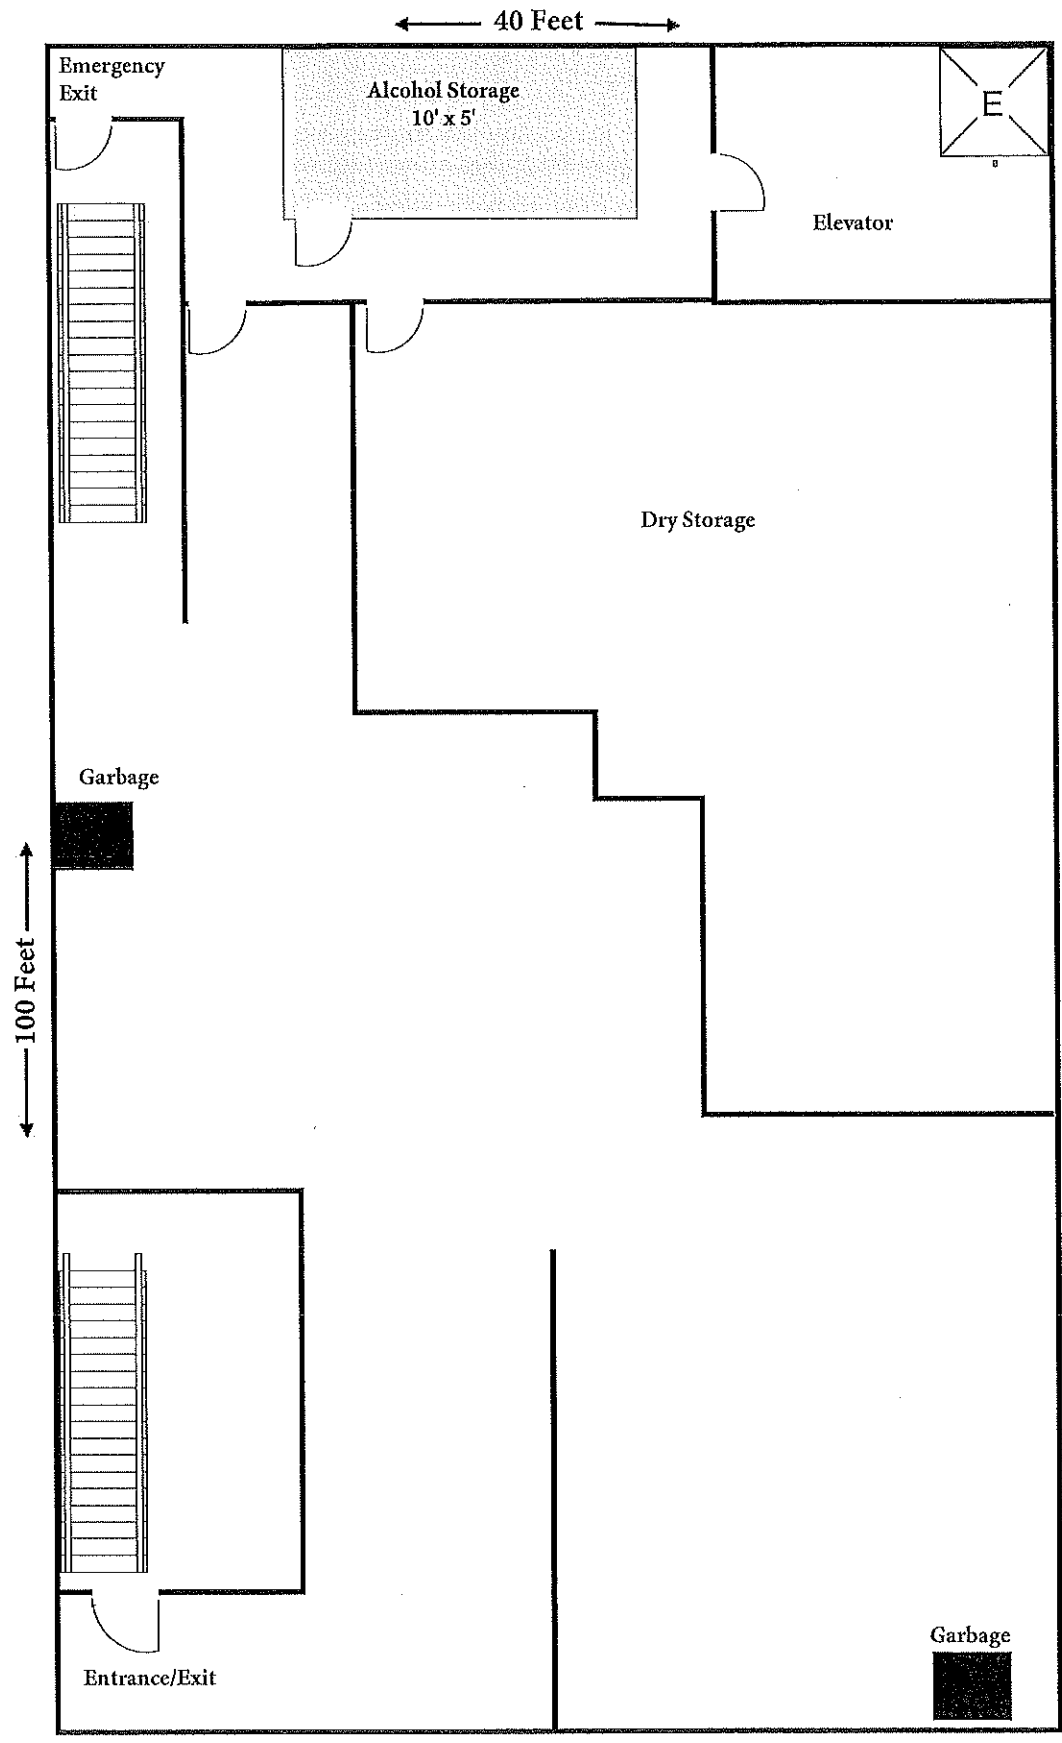 40 Feet
Emergency
Exit
Alcohol Storage
10' x 5'
E
Elevator
Dry Storage
Garbage
100 Feet
Entrance/Exit
Garbage